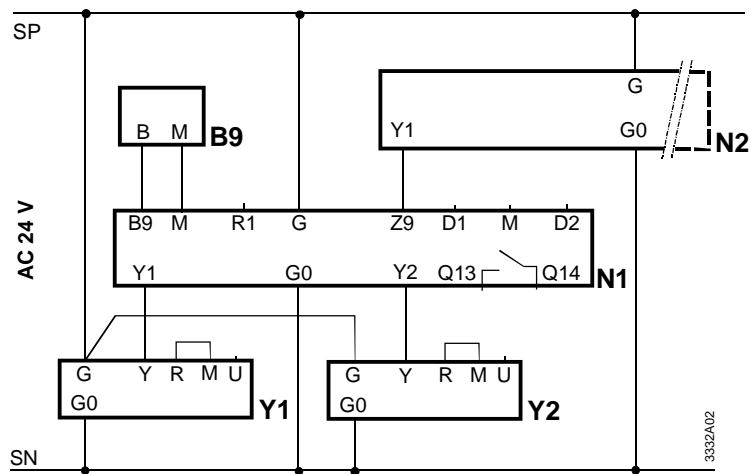 SP
G
B M B9
Y1 G0 N2
AC 24 V
B9 M R1 G Z9 D1 M D2
Y1 G0 Y2 Q13 Q14 N1
G Y R M U
G0 Y1
G Y R M U
G0 Y2
SN
3332A02